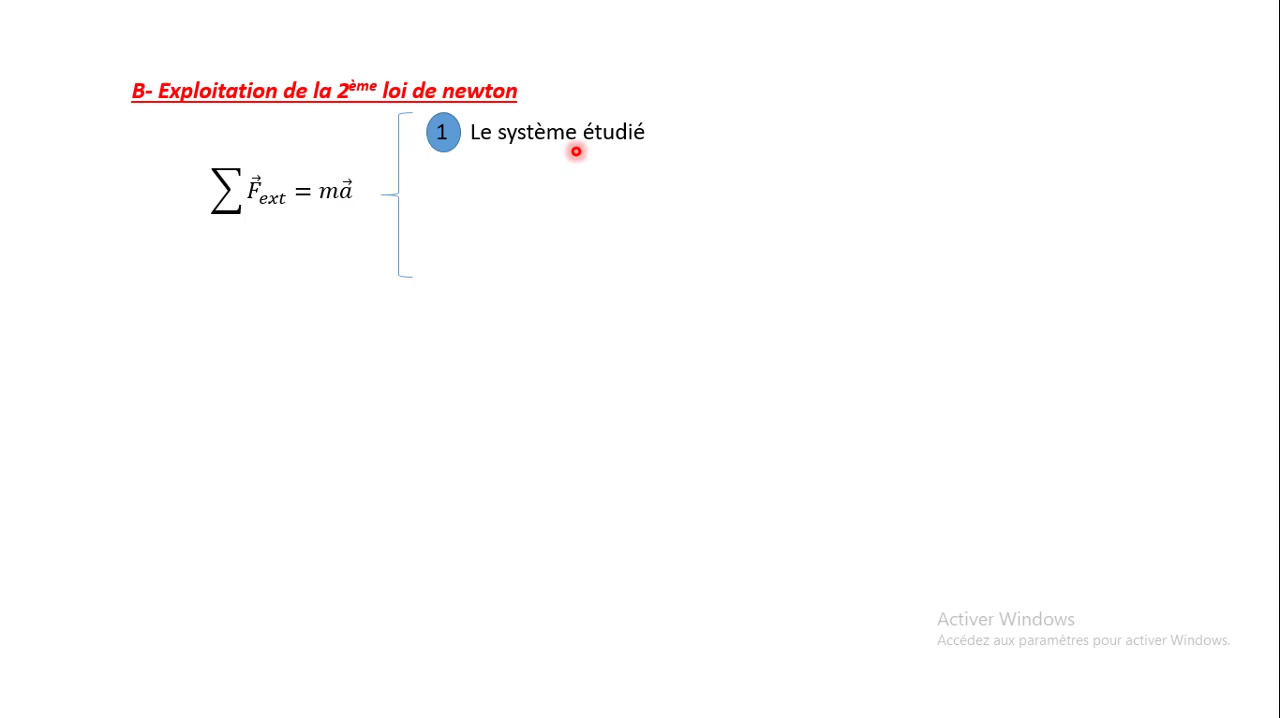 B- Exploitation de la 2ème loi de newton
1 Le système étudié
∑ F⃗ext = ma⃗
Activer Windows
Accédez aux paramètres pour activer Windows.